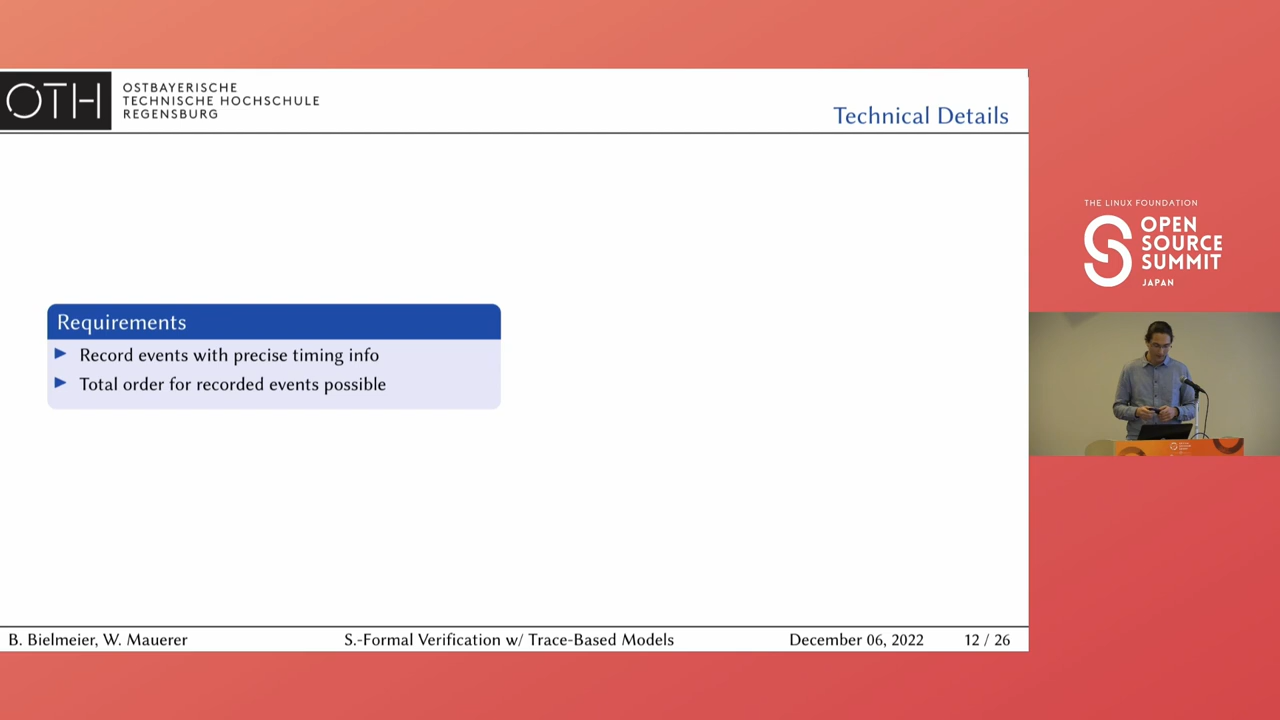 OTH
OSTBAYERISCHE
TECHNISCHE HOCHSCHULE
REGENSBURG
Technical Details
Requirements
Record events with precise timing info
Total order for recorded events possible
B. Bielmeier, W. Mauerer
S.-Formal Verification w/ Trace-Based Models
December 06, 2022
12 / 26
THE LINUX FOUNDATION
OPEN
SOURCE
SUMMIT
JAPAN